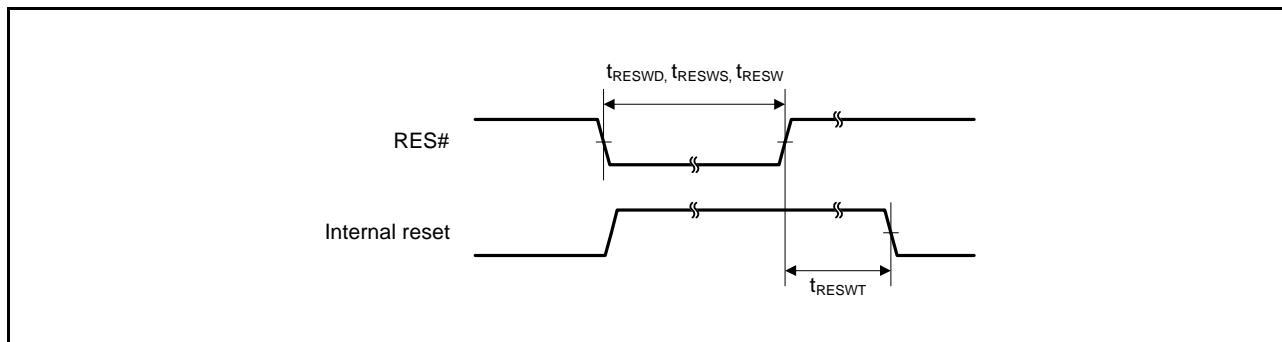 tRESWD, tRESWS, tRESW
RES#
Internal reset
tRESWT